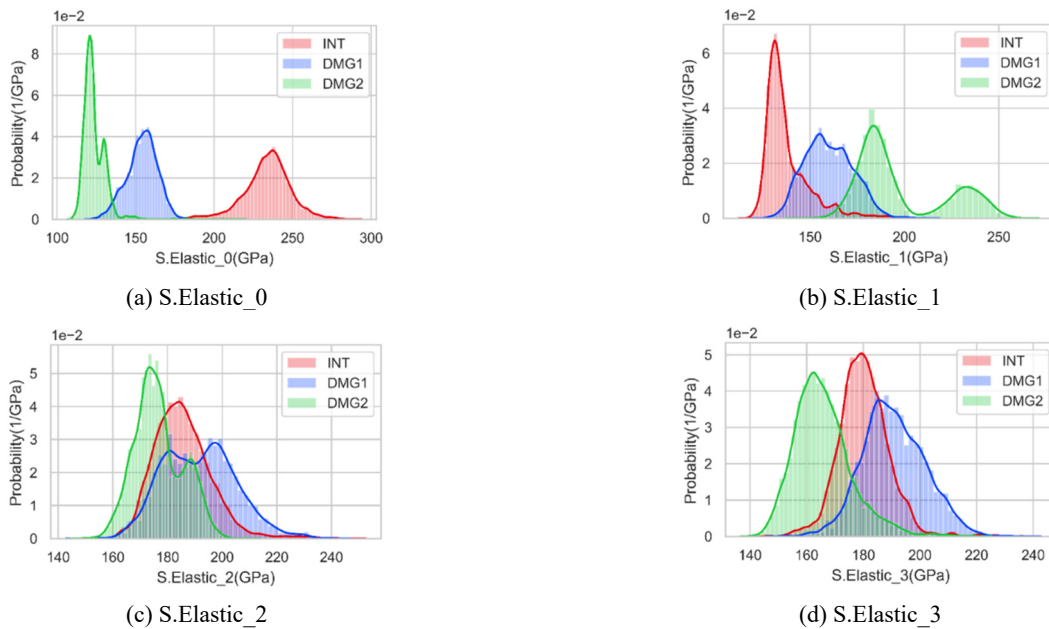 1e−2
Probability(1/GPa)
8
6
4
2
0
INT
DMG1
DMG2
100 150 200 250 300
S.Elastic_0(GPa)
(a) S.Elastic_0
1e−2
Probability(1/GPa)
6
4
2
0
INT
DMG1
DMG2
150 200 250
S.Elastic_1(GPa)
(b) S.Elastic_1
1e−2
Probability(1/GPa)
5
4
3
2
1
0
INT
DMG1
DMG2
140 160 180 200 220 240
S.Elastic_2(GPa)
(c) S.Elastic_2
1e−2
Probability(1/GPa)
5
4
3
2
1
0
INT
DMG1
DMG2
140 160 180 200 220 240
S.Elastic_3(GPa)
(d) S.Elastic_3